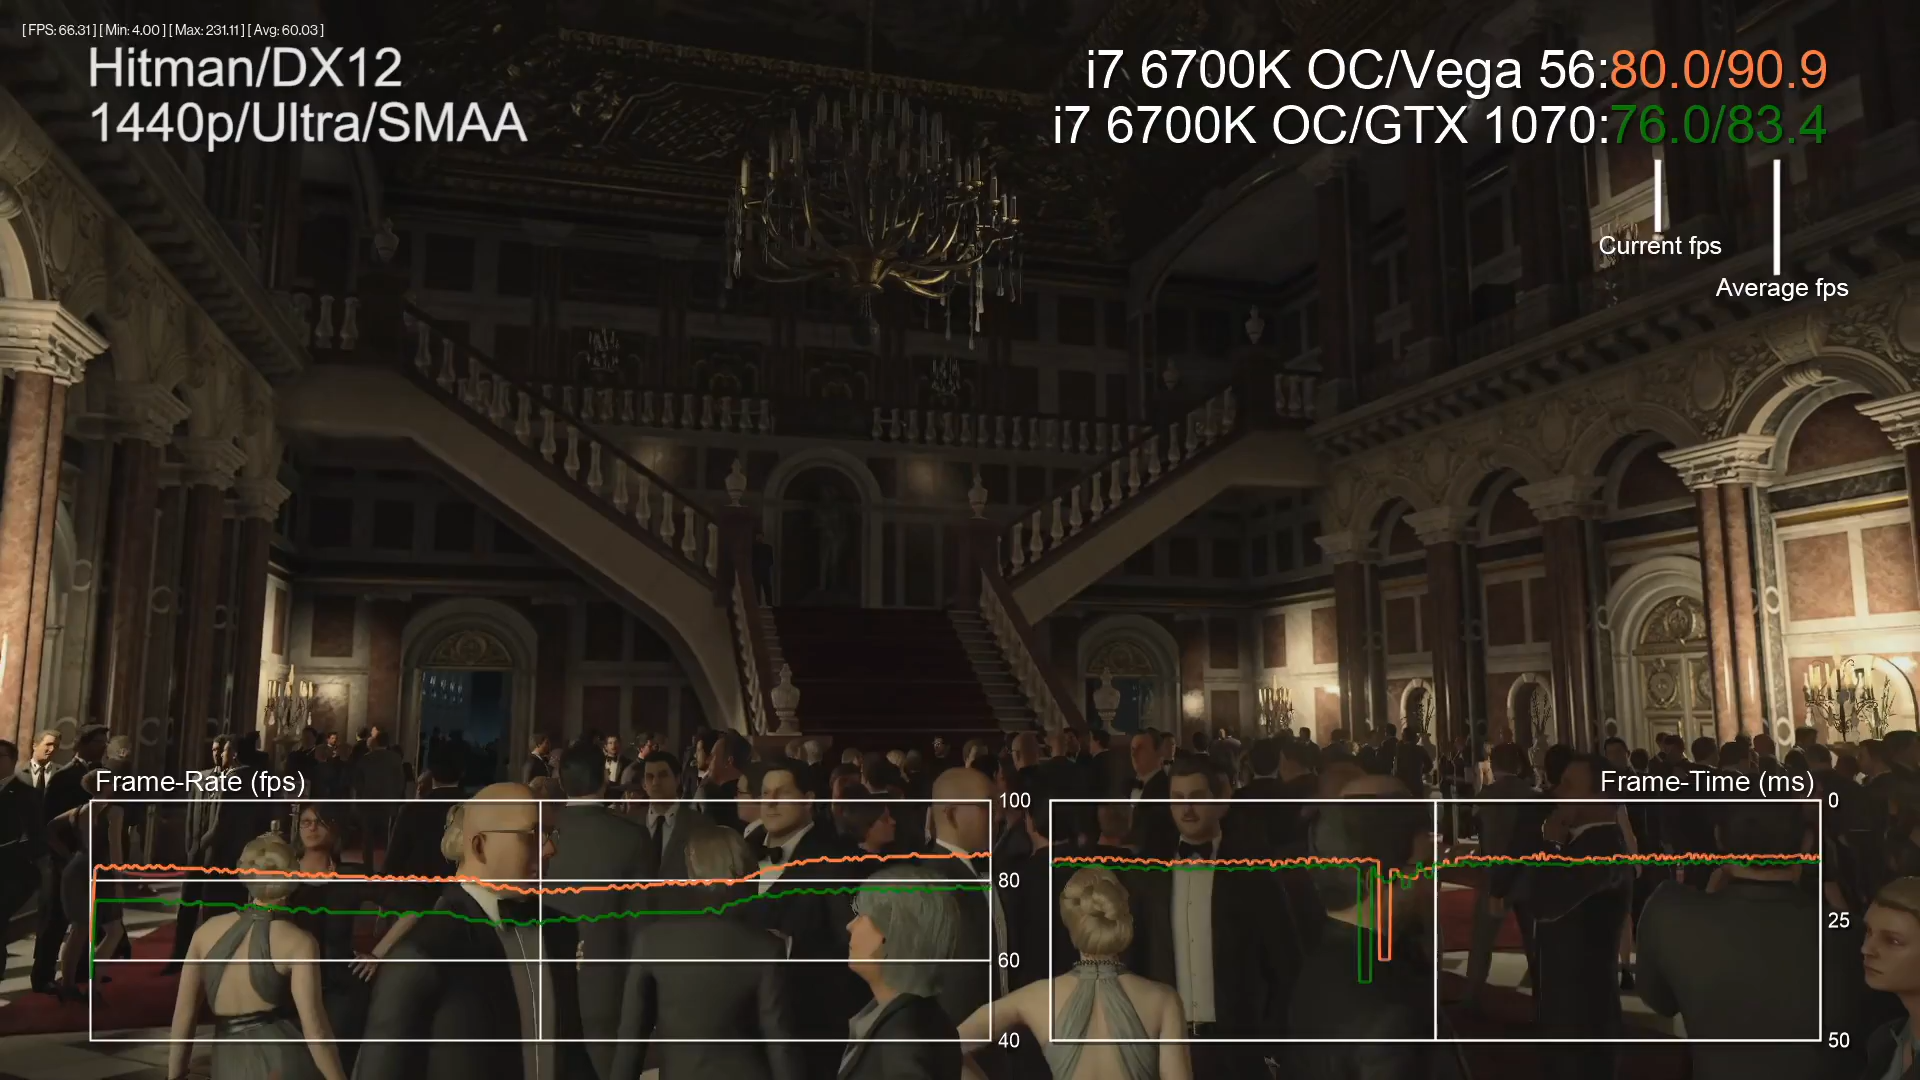 [ FPS: 66.31 ] [ Min: 4.00 ] [ Max: 231.11 ] [ Avg: 60.03 ]
Hitman/DX12
1440p/Ultra/SMAA
i7 6700K OC/Vega 56:80.0/90.9
i7 6700K OC/GTX 1070:76.0/83.4
Current fps
Average fps
Frame-Rate (fps)
100
80
60
40
Frame-Time (ms)
0
25
50